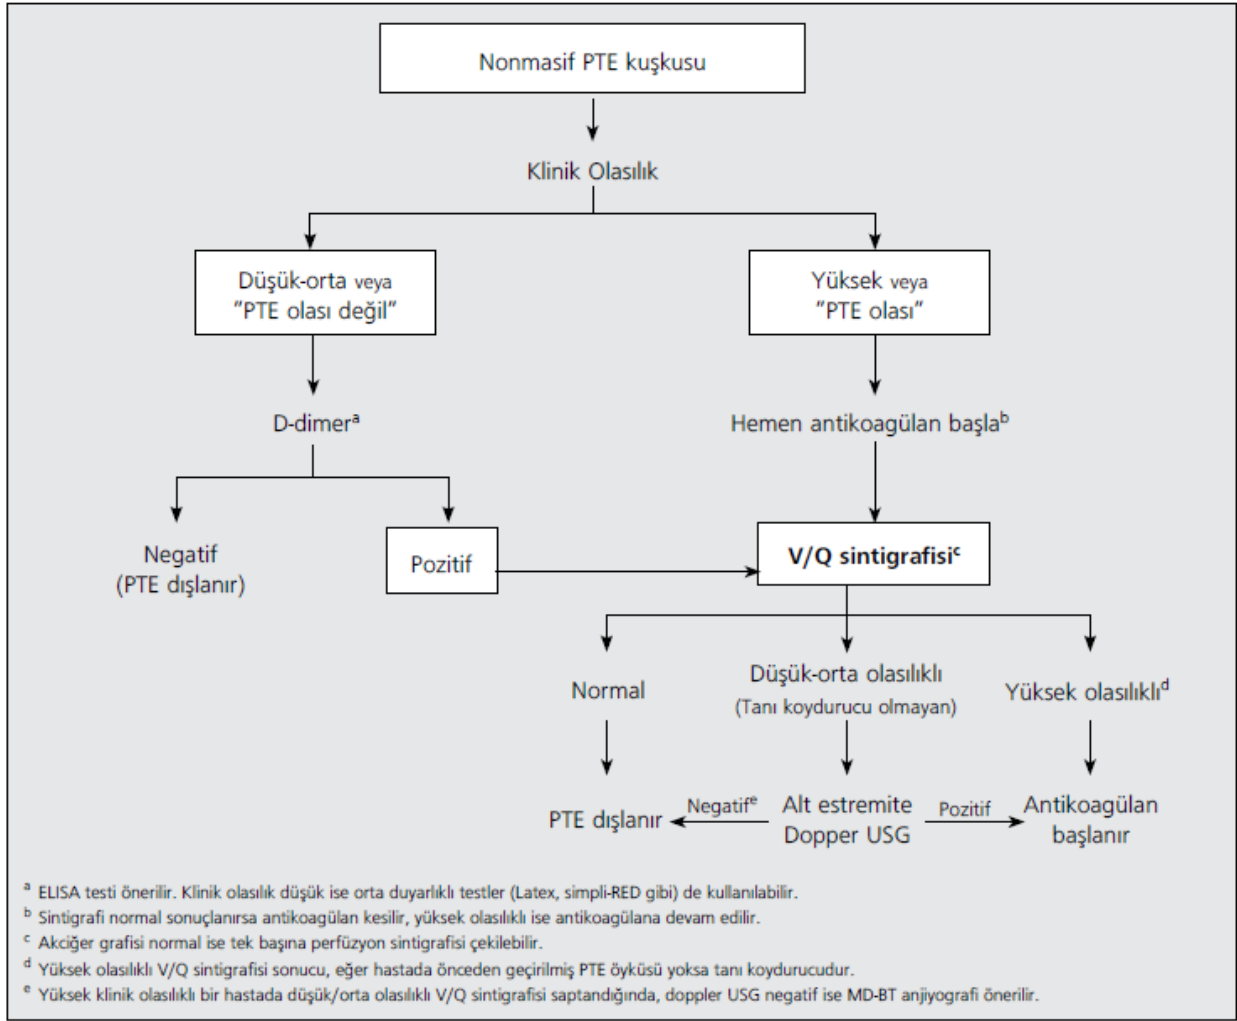 Nonmasif PTE kuşkusu
Klinik Olasılık
Düşük-orta veya
"PTE olası değil"
Yüksek veya
"PTE olası"
D-dimerᵃ
Hemen antikoagülan başlaᵇ
Negatif
(PTE dışlanır)
Pozitif
V/Q sintigrafisiᶜ
Normal
Düşük-orta olasılıklı
(Tanı koydurucu olmayan)
Yüksek olasılıklıᵈ
PTE dışlanır
Negatifᵉ
Alt estremite
Dopper USG
Pozitif
Antikoagülan
başlanır
ᵃ ELISA testi önerilir. Klinik olasılık düşük ise orta duyarlıklı testler (Latex, simpli-RED gibi) de kullanılabilir.
ᵇ Sintigrafi normal sonuçlanırsa antikoagülan kesilir, yüksek olasılıklı ise antikoagülana devam edilir.
ᶜ Akciğer grafisi normal ise tek başına perfüzyon sintigrafisi çekilebilir.
ᵈ Yüksek olasılıklı V/Q sintigrafisi sonucu, eğer hastada önceden geçirilmiş PTE öyküsü yoksa tanı koydurucudur.
ᵉ Yüksek klinik olasılıklı bir hastada düşük/orta olasılıklı V/Q sintigrafisi saptandığında, doppler USG negatif ise MD-BT anjiyografi önerilir.